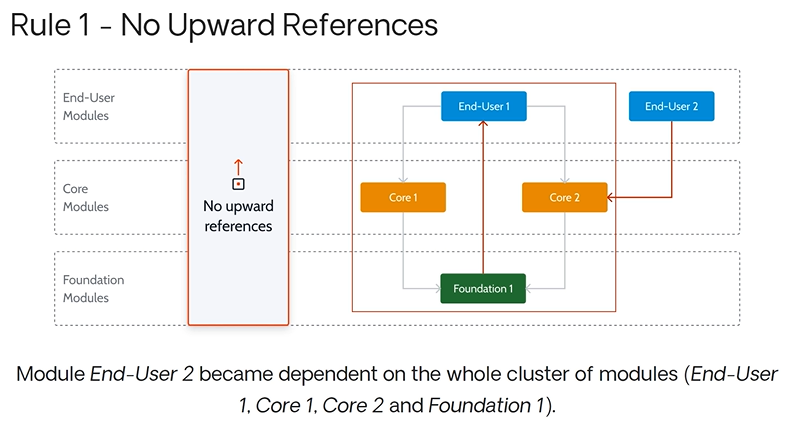 Rule 1 – No Upward References
End-User
Modules
End-User 1
End-User 2
Core
Modules
No upward
references
Core 1
Core 2
Foundation
Modules
Foundation 1
Module End-User 2 became dependent on the whole cluster of modules (End-User
1, Core 1, Core 2 and Foundation 1).